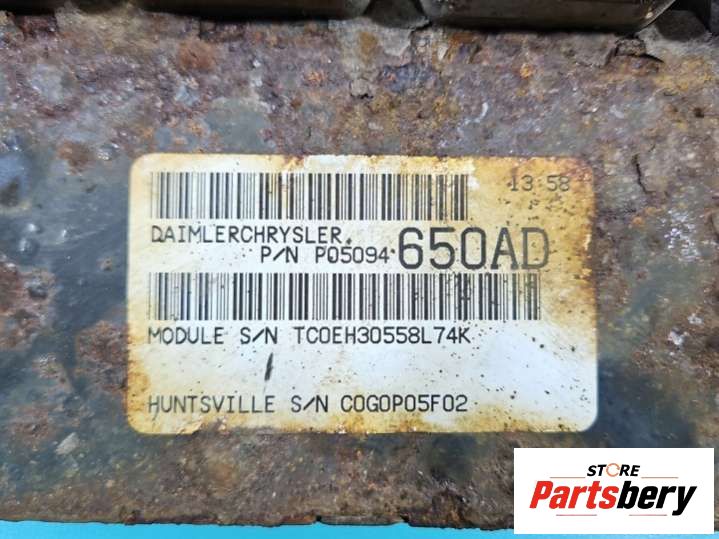 13 58
DAIMLERCHRYSLER.
P/N P05094 650AD
MODULE S/N TC0EH30558L74K
HUNTSVILLE S/N C0G0P05F02
STORE
Partsbery